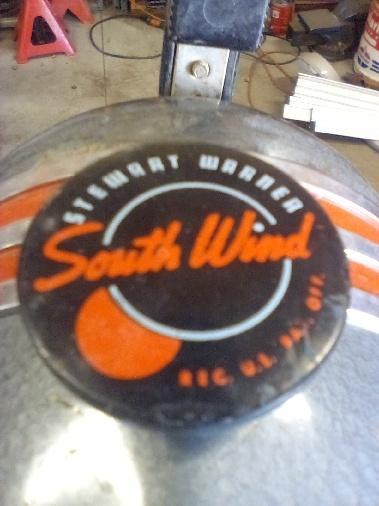 STEWART WARNER
South Wind
REG. U.S. PAT. OFF.